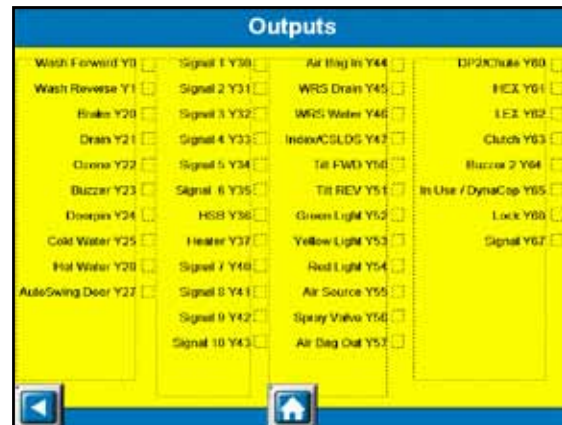 Outputs
Wash Forward Y0
Wash Reverse Y1
Brake Y20
Drain Y21
Ozone Y22
Buzzer Y23
Doorpin Y24
Cold Water Y25
Hot Water Y26
AutoSwing Door Y27
Signal 1 Y30
Signal 2 Y31
Signal 3 Y32
Signal 4 Y33
Signal 5 Y34
Signal 6 Y35
HSB Y36
Heater Y37
Signal 7 Y40
Signal 8 Y41
Signal 9 Y42
Signal 10 Y43
Air Bag In Y44
WRS Drain Y45
WRS Water Y46
Index/CSLDS Y47
Tilt FWD Y50
Tilt REV Y51
Green Light Y52
Yellow Light Y53
Red Light Y54
Air Source Y55
Spray Valve Y56
Air Bag Out Y57
DP2/Chute Y60
HEX Y61
LEX Y62
Clutch Y63
Buzzer 2 Y64
In Use / DynaCop Y65
Lock Y66
Signal Y67